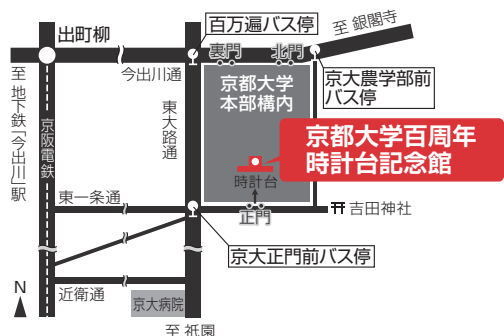 至 銀閣寺
百万遍バス停
出町柳
裏門
北門
今出川通
至 地下鉄「今出川」駅
京阪電鉄
東大路通
京都大学
本部構内
京大農学部前
バス停
京都大学百周年
時計台記念館
時計台
東一条通
正門
吉田神社
京大正門前バス停
N
近衛通
京大病院
至 祇園